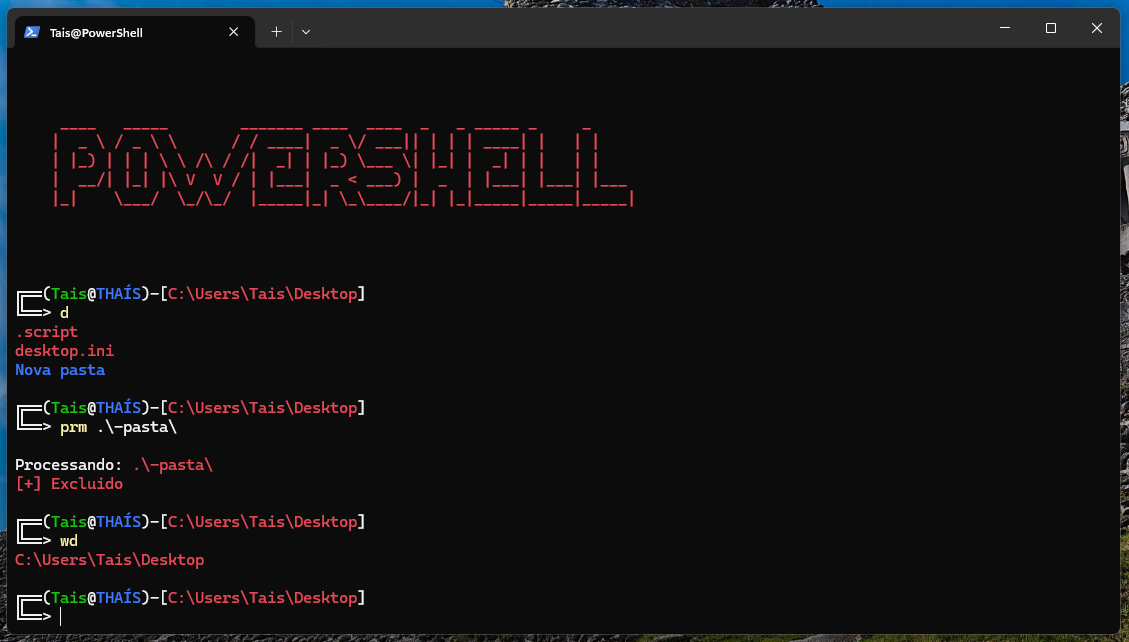 Tais@PowerShell
POWERSHELL
(Tais@THAÍS)-[C:\Users\Tais\Desktop]
> d
.script
desktop.ini
Nova pasta
(Tais@THAÍS)-[C:\Users\Tais\Desktop]
> prm .\-pasta\
Processando: .\-pasta\
[+] Excluido
(Tais@THAÍS)-[C:\Users\Tais\Desktop]
> wd
C:\Users\Tais\Desktop
(Tais@THAÍS)-[C:\Users\Tais\Desktop]
>